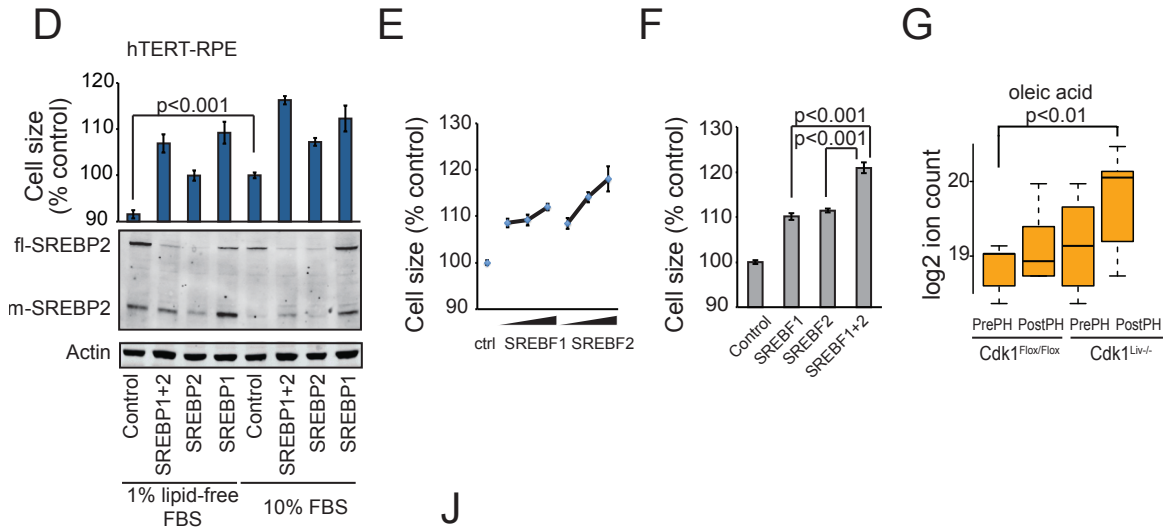 D
hTERT-RPE
Cell size
(% control)
120
110
100
90
p<0.001
fl-SREBP2
m-SREBP2
Actin
Control
SREBP1+2
SREBP2
SREBP1
Control
SREBP1+2
SREBP2
SREBP1
1% lipid-free
FBS
10% FBS
E
Cell size (% control)
130
120
110
100
90
ctrl SREBF1 SREBF2
F
Cell size (% control)
130
120
110
100
90
p<0.001
p<0.001
Control
SREBF1
SREBF2
SREBF1+2
G
oleic acid
p<0.01
log2 ion count
20
19
PrePH PostPH PrePH PostPH
Cdk1Flox/Flox Cdk1Liv-/-
J